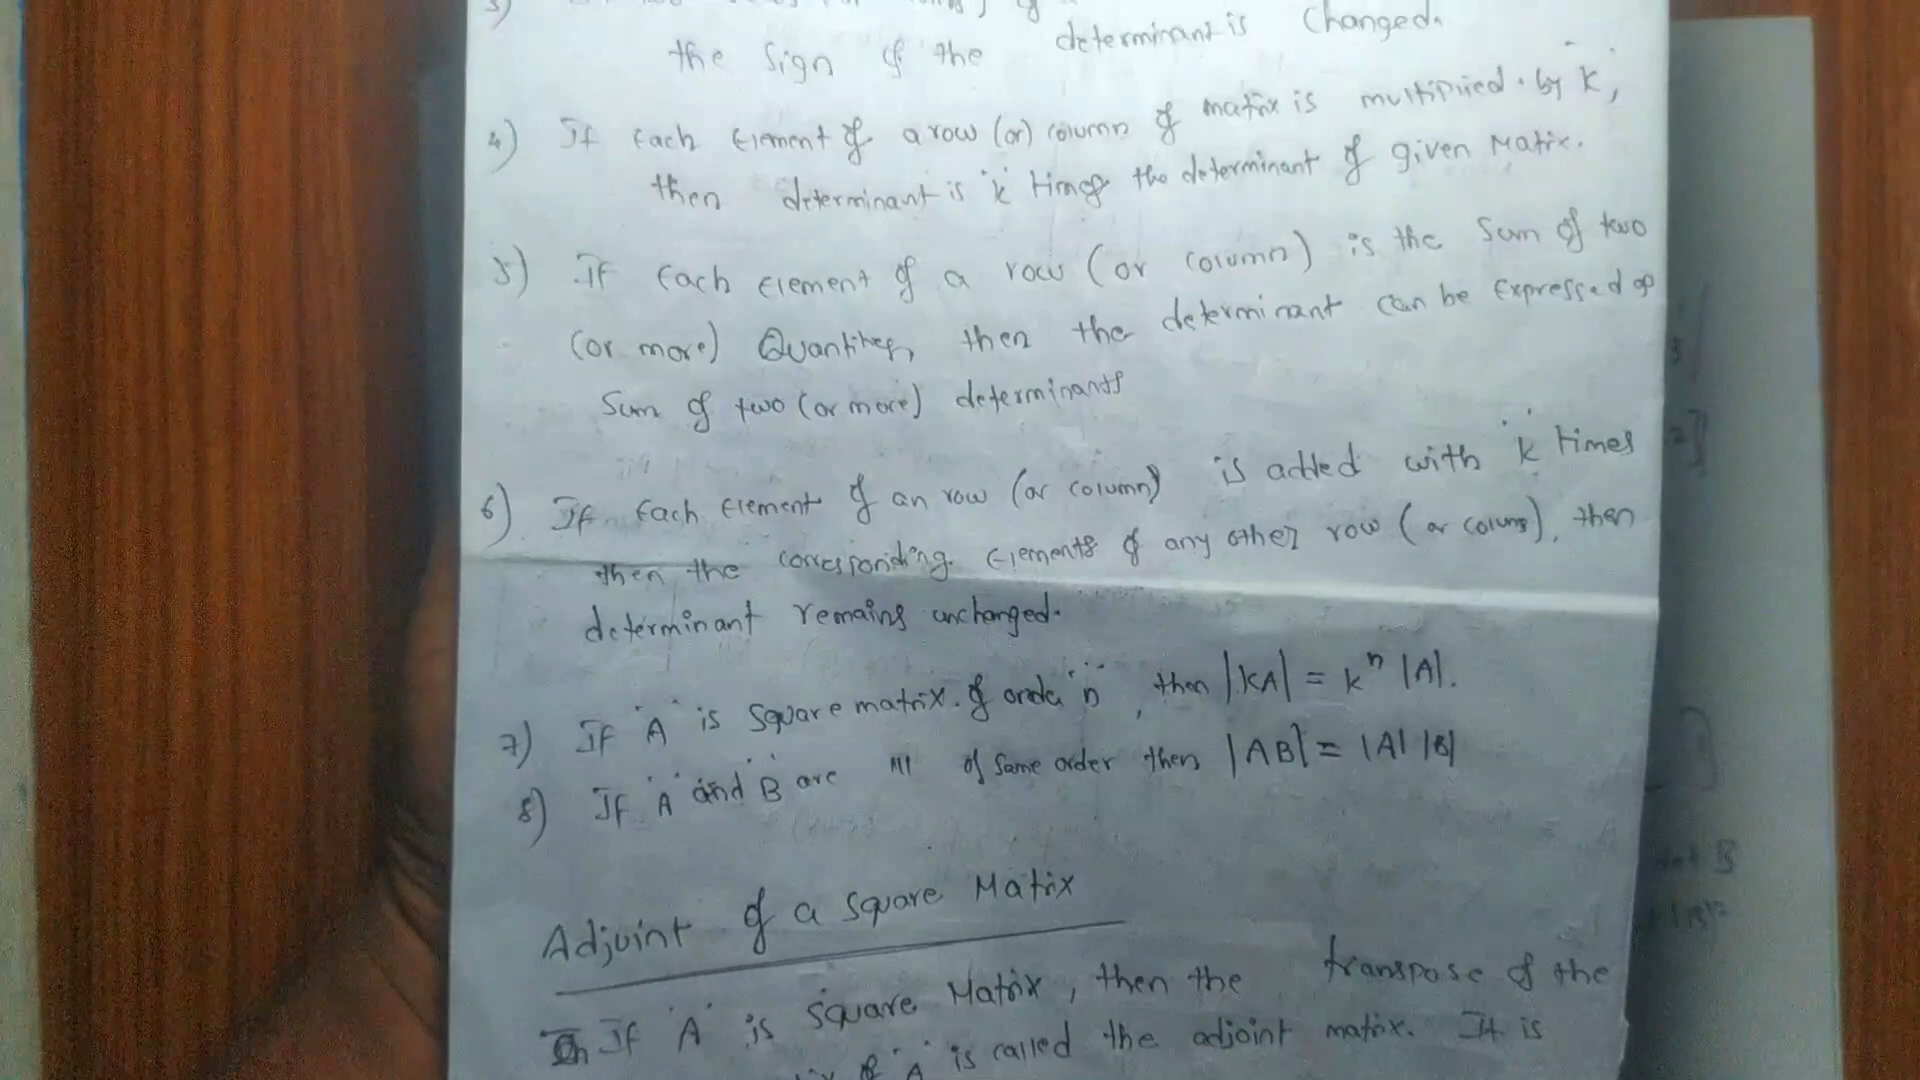 3)
the sign of the determinant is changed.
4) If Each Element of a row (or) column of matrix is multiplied by 'k',
then determinant is 'k' times the determinant of given Matrix.
5) If Each Element of a row (or column) is the sum of two
(or more) Quantites, then the determinant can be Expressed as
Sum of two (or more) determinants
6) If Each Element of an row (or column) is added with 'k' times
then the corresponding Elements of any other row (or colums), then
determinant remains unchanged.
7) If 'A' is square matrix of order 'n', then |KA| = k^n |A|.
8) If 'A' and 'B' are of same order then |AB| = |A| |B|
Adjoint of a square Matrix
If 'A' is square Matrix, then the transpose of the
of 'A' is called the adjoint matrix. It is